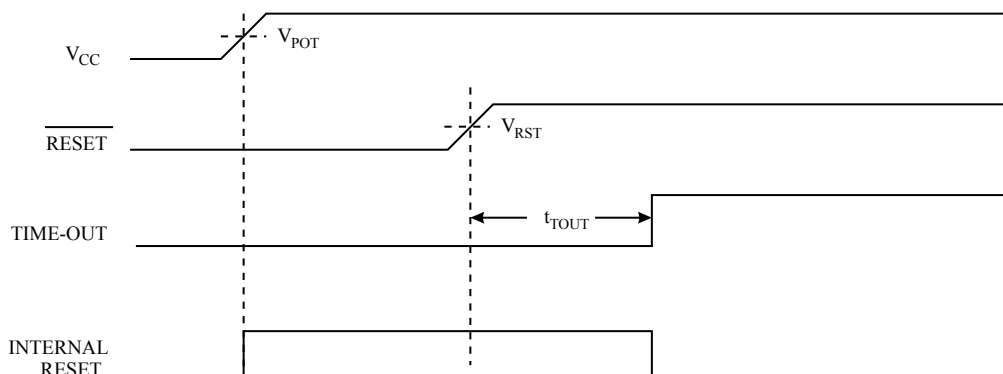 V_CC
V_POT
RESET
V_RST
TIME-OUT
t_TOUT
INTERNAL
RESET